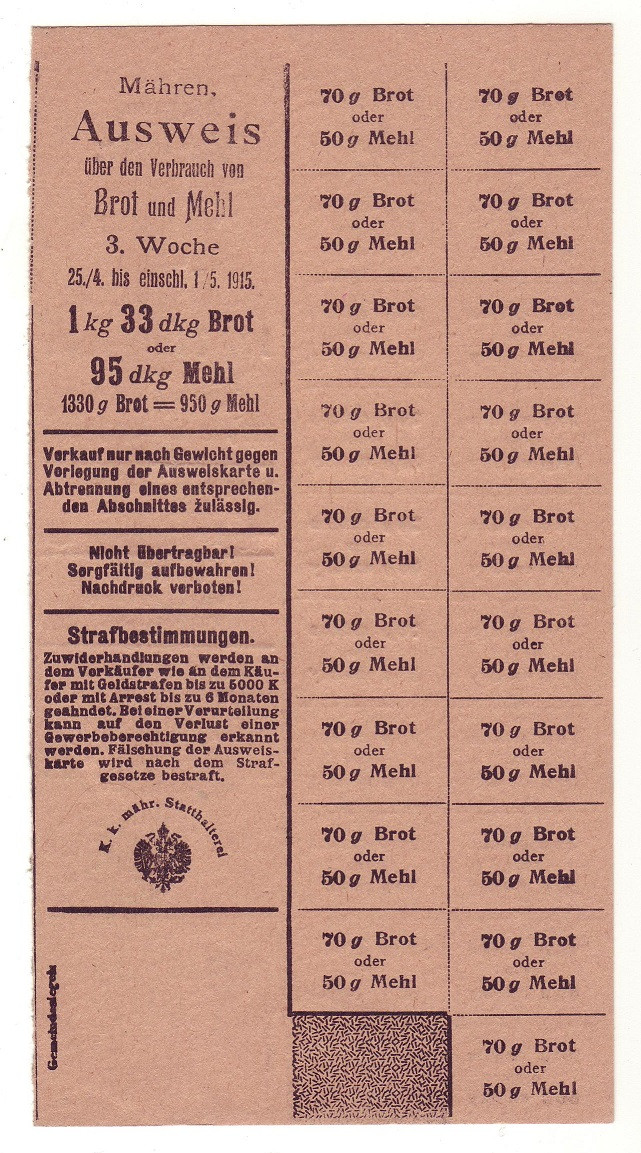 Mähren,
Ausweis
über den Verbrauch von
Brot und Mehl
3. Woche
25./4. bis einschl. 1/5. 1915.
1 kg 33 dkg Brot
oder
95 dkg Mehl
1330 g Brot = 950 g Mehl
Verkauf nur nach Gewicht gegen
Vorlegung der Ausweiskarte u.
Abtrennung eines entsprechen-
den Abschnittes zulässig.
Nicht übertragbar!
Sorgfältig aufbewahren!
Nachdruck verboten!
Strafbestimmungen.
Zuwiderhandlungen werden an
dem Verkäufer wie an dem Käu-
fer mit Geldstrafen bis zu 5000 K
oder mit Arrest bis zu 6 Monaten
geahndet. Bei einer Verurteilung
kann auf den Verlust einer
Gewerbeberechtigung erkannt
werden. Fälschung der Ausweis-
karte wird nach dem Straf-
gesetze bestraft.
K. k. mähr. Statthalterei
Gemeindesiegel:
70 g Brot
oder
50 g Mehl
70 g Brot
oder
50 g Mehl
70 g Brot
oder
50 g Mehl
70 g Brot
oder
50 g Mehl
70 g Brot
oder
50 g Mehl
70 g Brot
oder
50 g Mehl
70 g Brot
oder
50 g Mehl
70 g Brot
oder
50 g Mehl
70 g Brot
oder
50 g Mehl
70 g Brot
oder
50 g Mehl
70 g Brot
oder
50 g Mehl
70 g Brot
oder
50 g Mehl
70 g Brot
oder
50 g Mehl
70 g Brot
oder
50 g Mehl
70 g Brot
oder
50 g Mehl
70 g Brot
oder
50 g Mehl
70 g Brot
oder
50 g Mehl
70 g Brot
oder
50 g Mehl
70 g Brot
oder
50 g Mehl